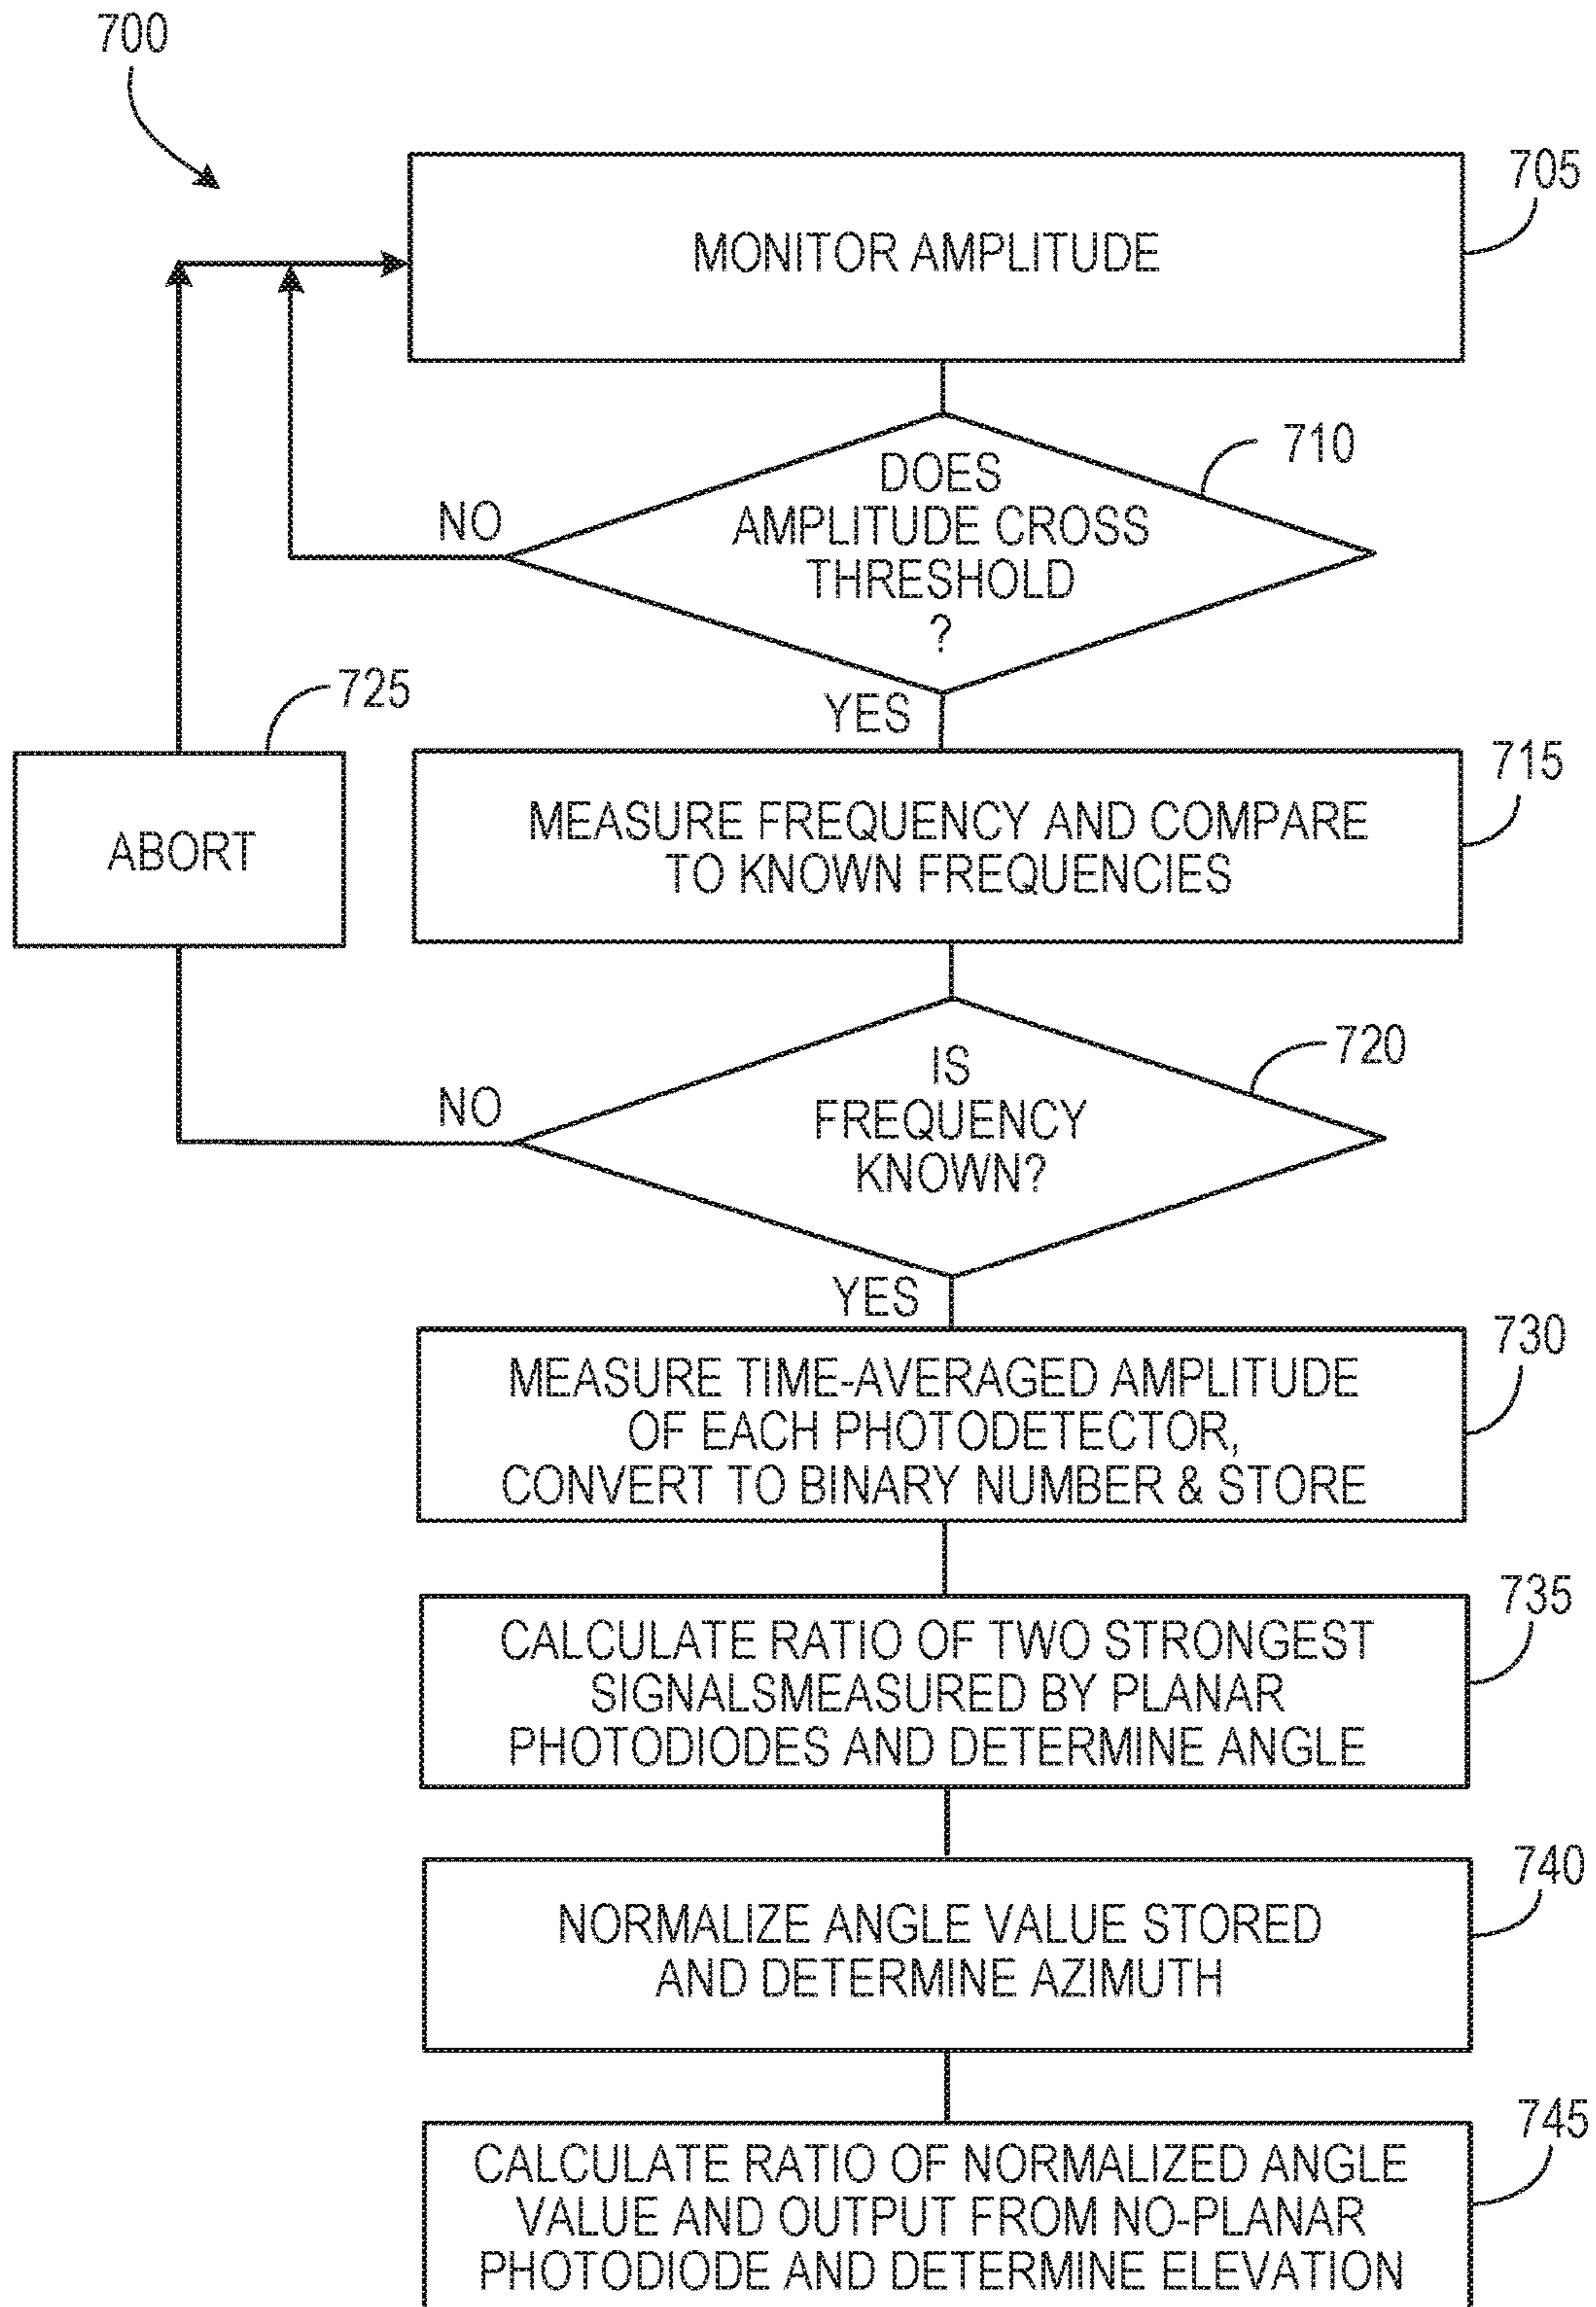 700
705
MONITOR AMPLITUDE
710
DOES
AMPLITUDE CROSS
THRESHOLD
?
NO
YES
725
ABORT
715
MEASURE FREQUENCY AND COMPARE
TO KNOWN FREQUENCIES
720
IS
FREQUENCY
KNOWN?
NO
YES
730
MEASURE TIME-AVERAGED AMPLITUDE
OF EACH PHOTODETECTOR,
CONVERT TO BINARY NUMBER & STORE
735
CALCULATE RATIO OF TWO STRONGEST
SIGNALSMEASURED BY PLANAR
PHOTODIODES AND DETERMINE ANGLE
740
NORMALIZE ANGLE VALUE STORED
AND DETERMINE AZIMUTH
745
CALCULATE RATIO OF NORMALIZED ANGLE
VALUE AND OUTPUT FROM NO-PLANAR
PHOTODIODE AND DETERMINE ELEVATION